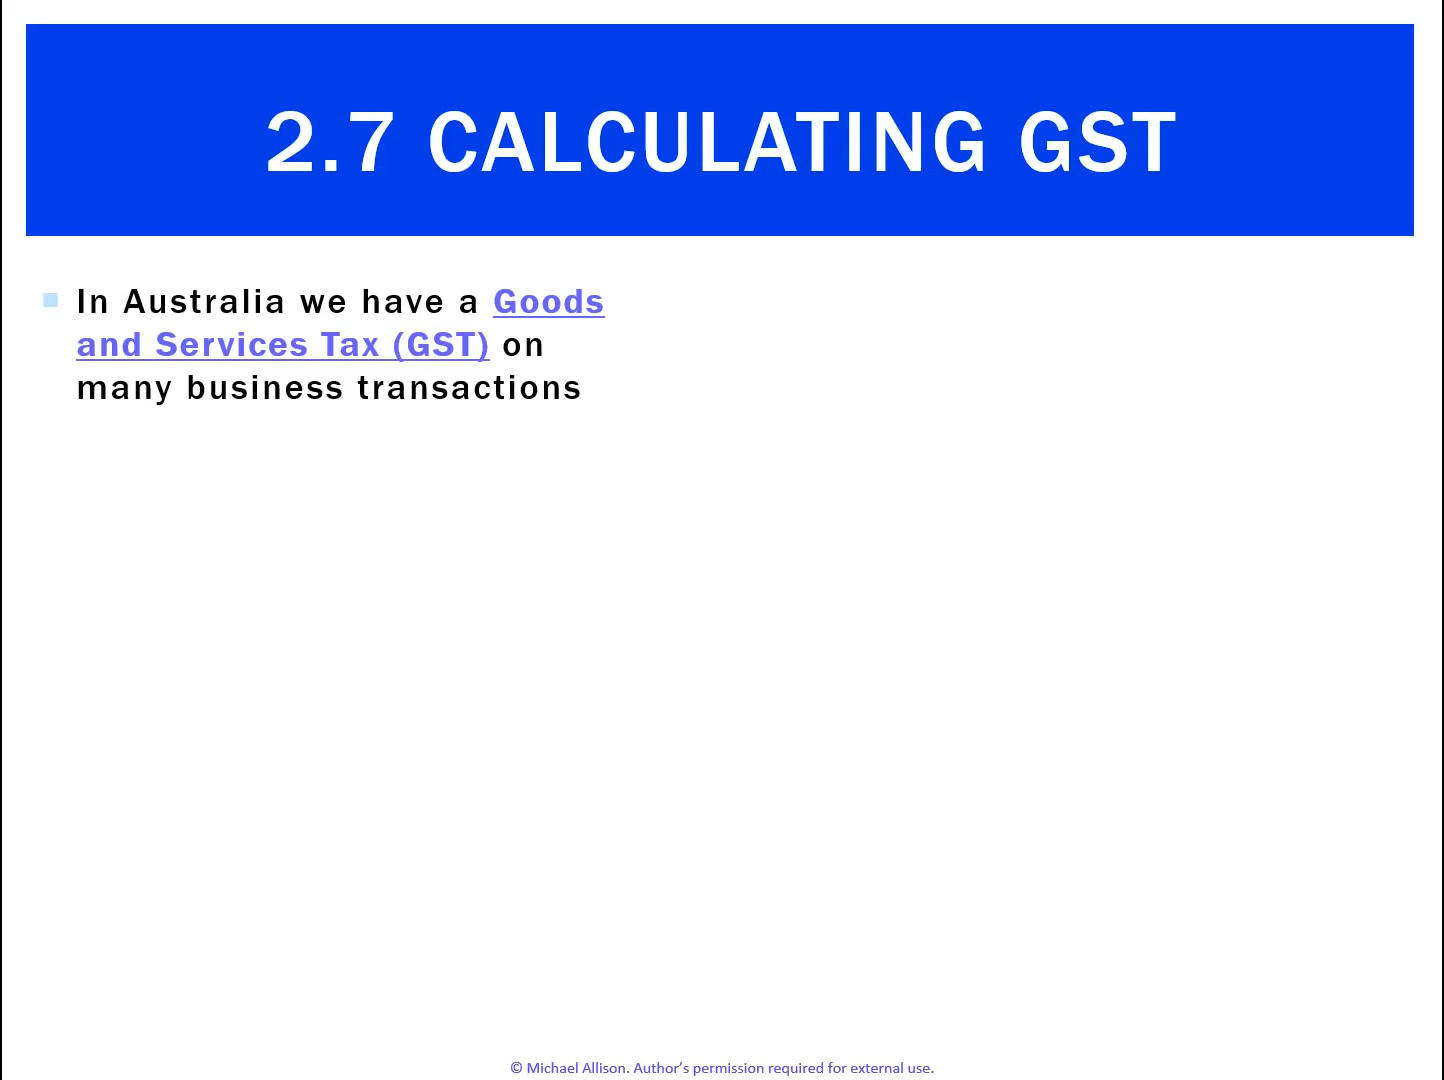 2.7 CALCULATING GST
In Australia we have a Goods
and Services Tax (GST) on
many business transactions
© Michael Allison. Author’s permission required for external use.